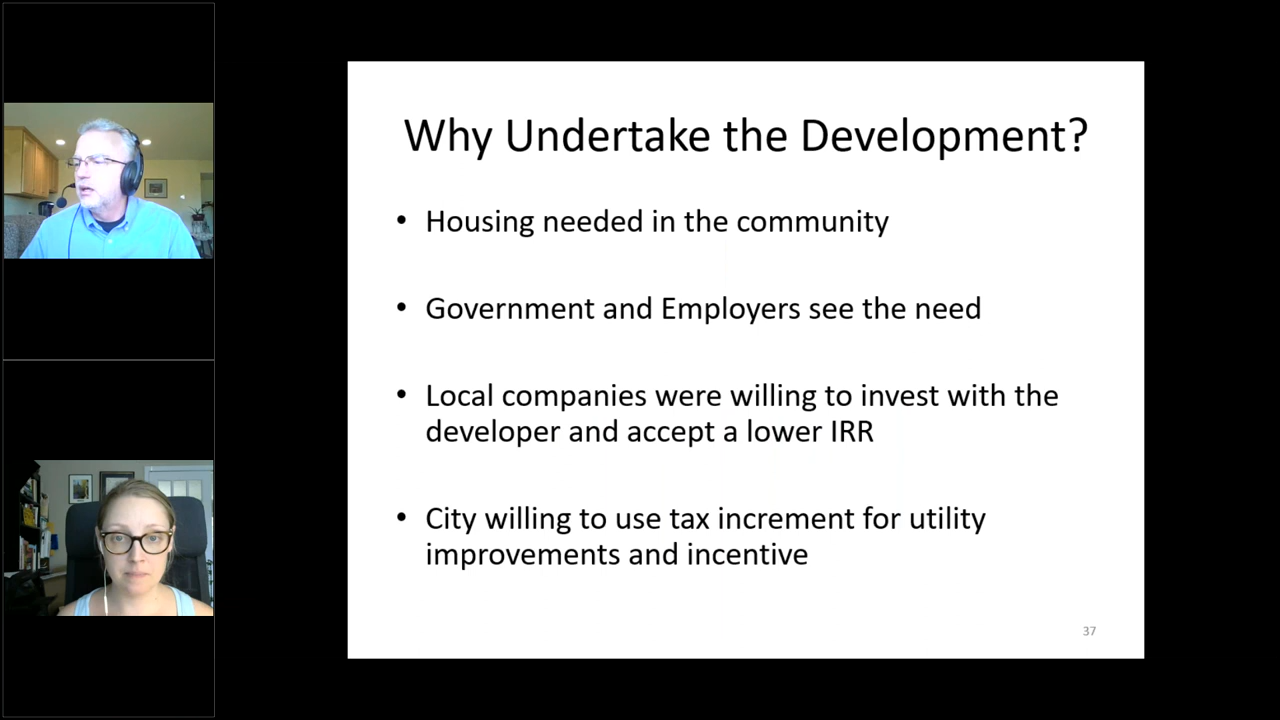 Why Undertake the Development?
• Housing needed in the community
• Government and Employers see the need
• Local companies were willing to invest with the
developer and accept a lower IRR
• City willing to use tax increment for utility
improvements and incentive
37